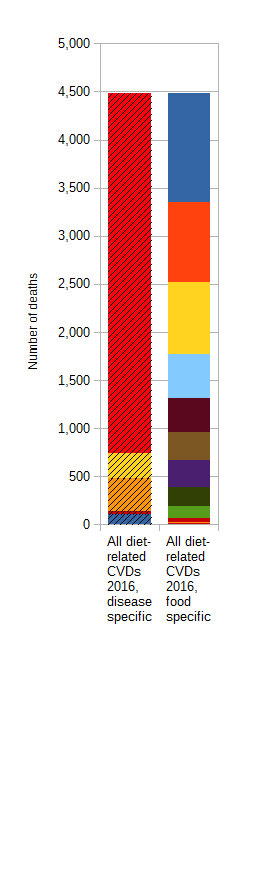 5,000
4,500
4,000
3,500
3,000
2,500
2,000
1,500
1,000
500
0
Number of deaths
All diet-
related
CVDs
2016,
disease
specific
All diet-
related
CVDs
2016,
food
specific